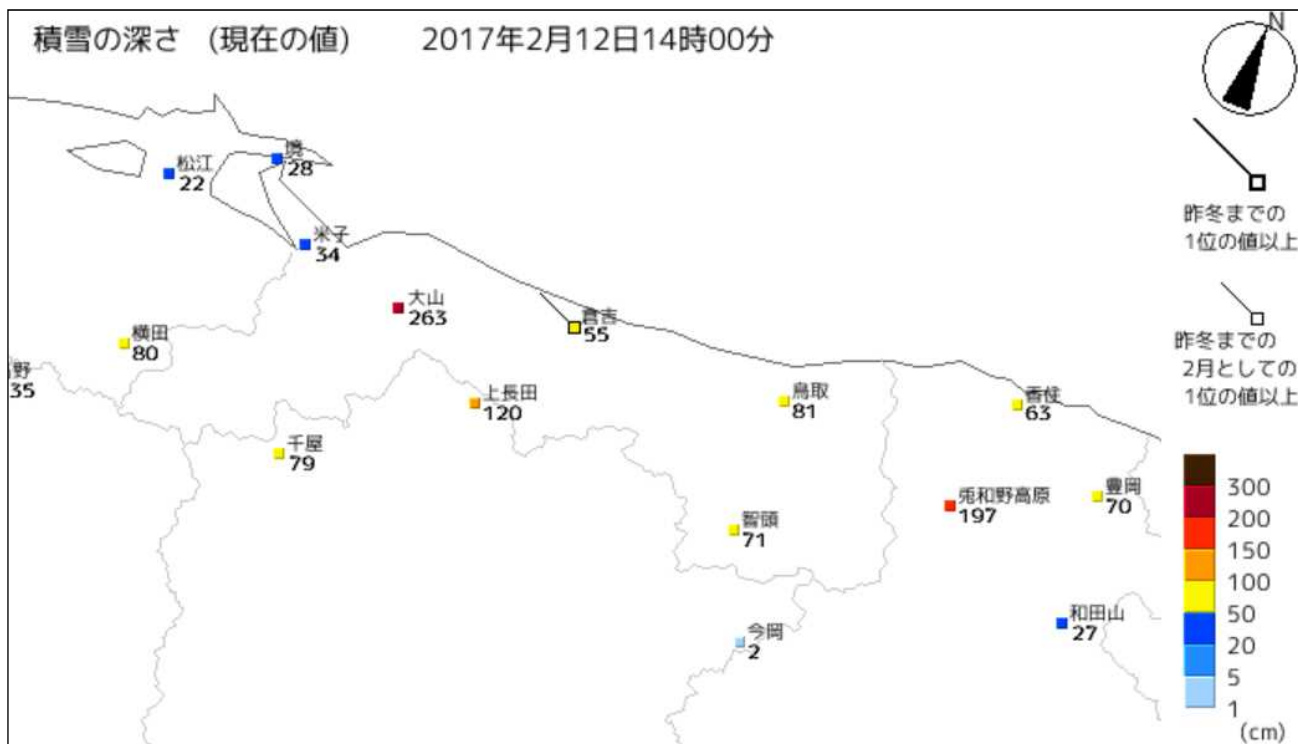 積雪の深さ (現在の値) 2017年2月12日14時00分
N
境
28
松江
22
米子
34
昨冬までの
1位の値以上
大山
263
倉吉
55
横田
80
昨冬までの
2月としての
1位の値以上
野
35
上長田
120
鳥取
81
香住
63
千屋
79
兎和野高原
197
豊岡
70
智頭
71
和田山
27
今岡
2
300
200
150
100
50
20
5
1
(cm)